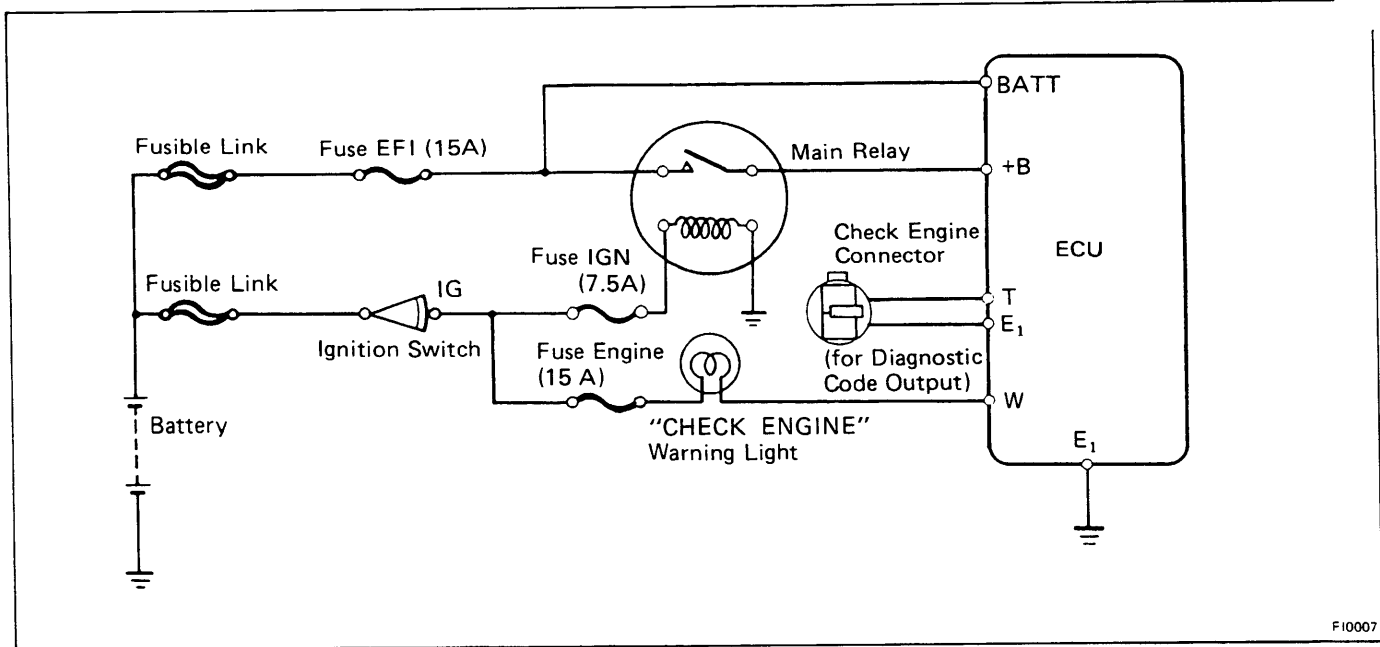 BATT
Fusible Link
Fuse EFI (15A)
Main Relay
+B
Check Engine
Connector
ECU
Fuse IGN
(7.5A)
Fusible Link
IG
T
E₁
Ignition Switch
Fuse Engine
(15 A)
(for Diagnostic
Code Output)
W
Battery
"CHECK ENGINE"
Warning Light
E₁
FI0007